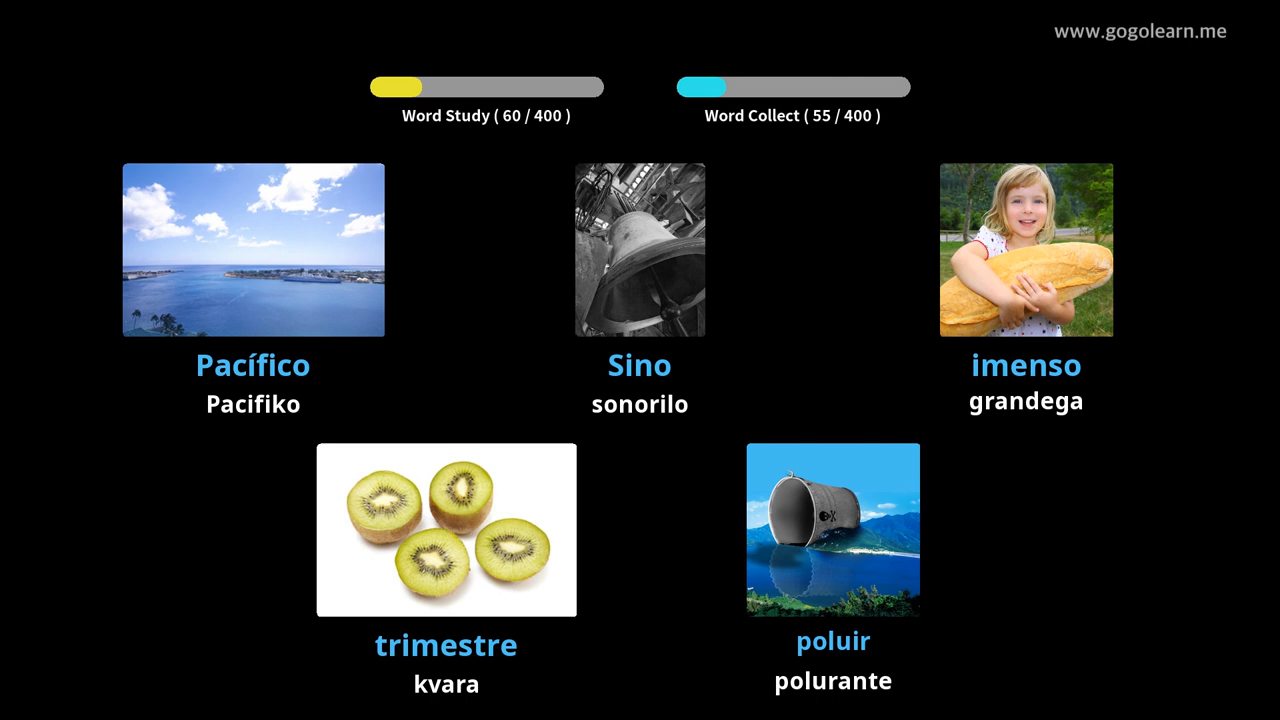 www.gogolearn.me
Word Study ( 60 / 400 )
Word Collect ( 55 / 400 )
Pacífico
Pacifiko
Sino
sonorilo
imenso
grandega
trimestre
kvara
poluir
polurante